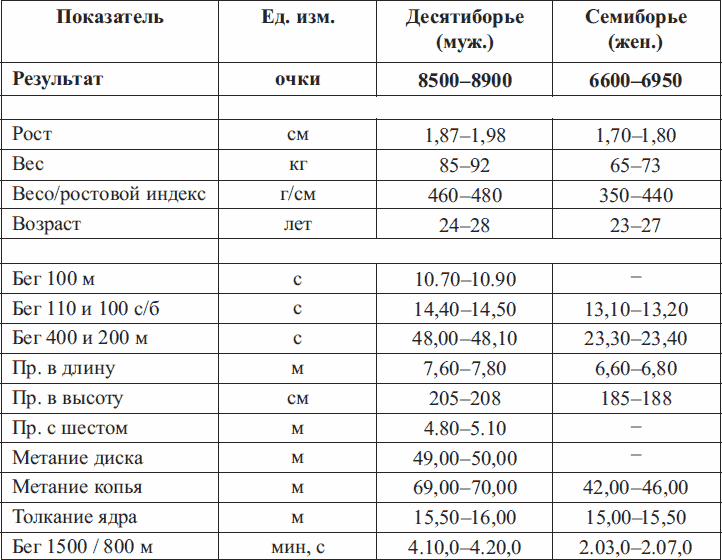 Показатель Ед. изм. Десятиборье Семиборье
(муж.) (жен.)
Результат очки 8500–8900 6600–6950
Рост см 1,87–1,98 1,70–1,80
Вес кг 85–92 65–73
Весо/ростовой индекс г/см 460–480 350–440
Возраст лет 24–28 23–27
Бег 100 м с 10.70–10.90 –
Бег 110 и 100 с/б с 14,40–14,50 13,10–13,20
Бег 400 и 200 м с 48,00–48,10 23,30–23,40
Пр. в длину м 7,60–7,80 6,60–6,80
Пр. в высоту см 205–208 185–188
Пр. с шестом м 4.80–5.10 –
Метание диска м 49,00–50,00 –
Метание копья м 69,00–70,00 42,00–46,00
Толкание ядра м 15,50–16,00 15,00–15,50
Бег 1500 / 800 м мин, с 4.10,0–4.20,0 2.03,0–2.07,0